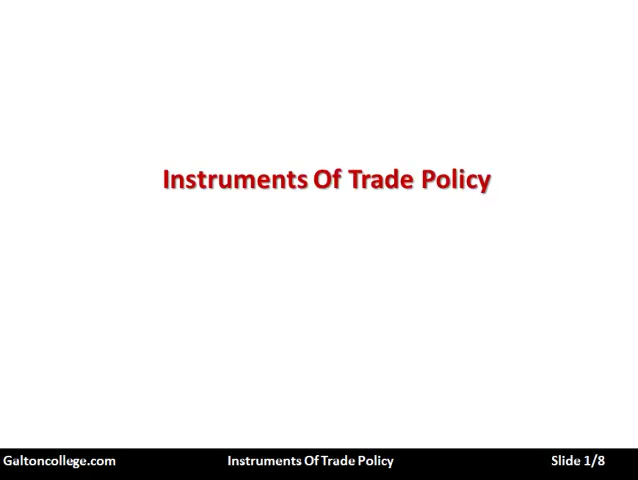 Instruments Of Trade Policy
Galtoncollege.com Instruments Of Trade Policy Slide 1/8